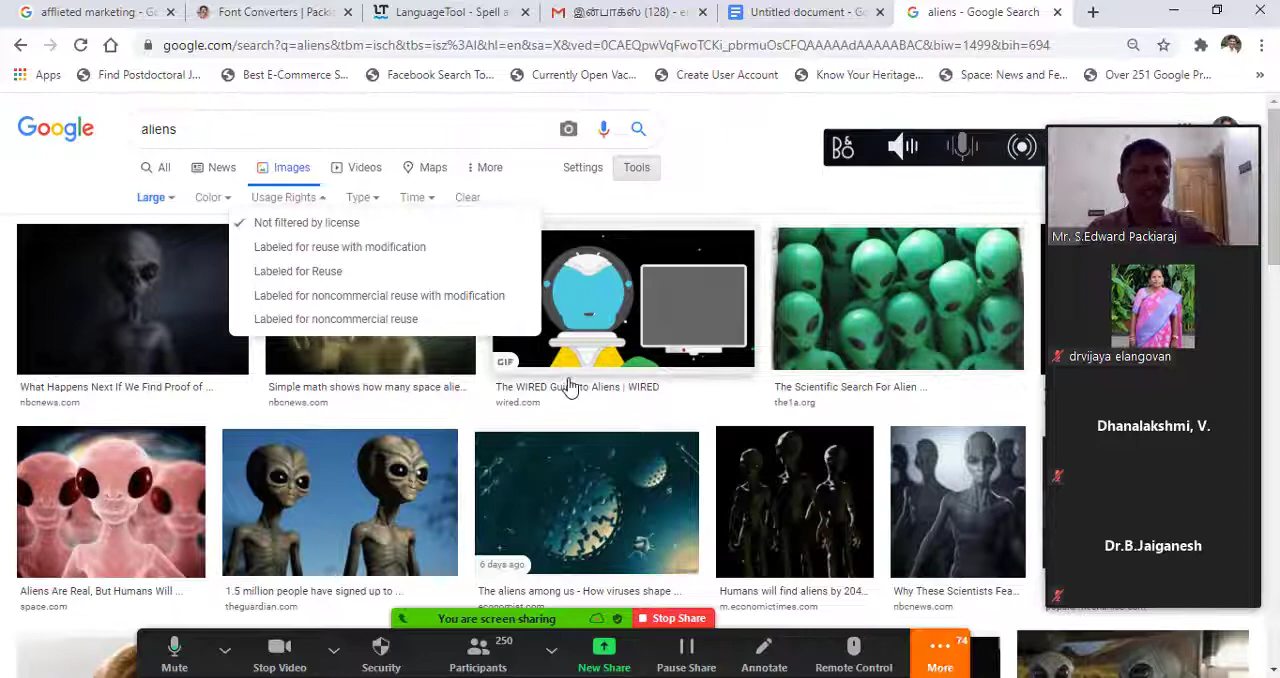 afflieted marketing - Go
Font Converters | Packi
LanguageTool - Spell a
இன்பாக்ஸ் (128) - e
Untitled document - Go
aliens - Google Search
google.com/search?q=aliens&tbm=isch&tbs=isz%3Al&hl=en&sa=X&ved=0CAEQpwVqFwoTCKi_pbrmuOsCFQAAAAAdAAAAABAC&biw=1499&bih=694
Apps
Find Postdoctoral J...
Best E-Commerce S...
Facebook Search To...
Currently Open Vac...
Create User Account
Know Your Heritage...
Space: News and Fe...
Over 251 Google Pr...
Google
aliens
All
News
Images
Videos
Maps
More
Settings
Tools
Large
Color
Usage Rights
Type
Time
Clear
Not filtered by license
Labeled for reuse with modification
Labeled for Reuse
Labeled for noncommercial reuse with modification
Labeled for noncommercial reuse
Mr. S.Edward Packiaraj
drvijaya elangovan
Dhanalakshmi, V.
Dr.B.Jaiganesh
GIF
What Happens Next If We Find Proof of ...
nbcnews.com
Simple math shows how many space alie...
nbcnews.com
The WIRED Guide to Aliens | WIRED
wired.com
The Scientific Search For Alien ...
the1a.org
6 days ago
Aliens Are Real, But Humans Will ...
space.com
1.5 million people have signed up to ...
theguardian.com
The aliens among us - How viruses shape ...
economist.com
Humans will find aliens by 204...
m.economictimes.com
Why These Scientists Fea...
nbcnews.com
You are screen sharing
Stop Share
Mute
Stop Video
Security
Participants
250
New Share
Pause Share
Annotate
Remote Control
More
74